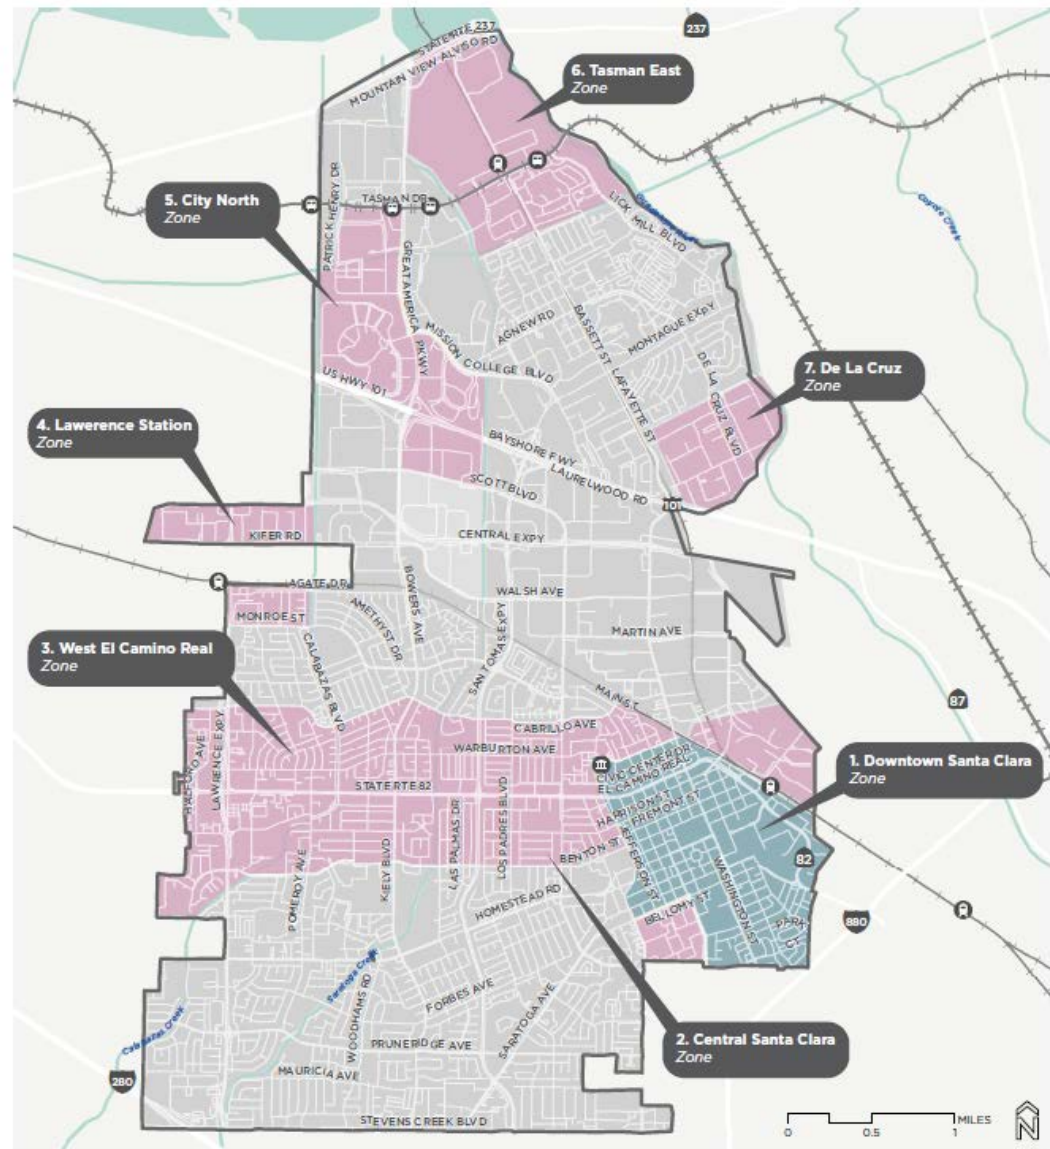 STATE RTE 237
237
MOUNTAIN VIEW ALVISO RD
6. Tasman East
Zone
PATRICK HENRY DR
TASMAN DR
5. City North
Zone
LICK MILL BLVD
Coyote Creek
GREAT AMERICA PKWY
AGNEW RD
BASSETT ST
MONTAGUE EXPY
MISSION COLLEGE BLVD
DE LA CRUZ BLVD
7. De La Cruz
Zone
US HWY 101
LAFAYETTE ST
4. Lawerence Station
Zone
BAYSHORE FWY
LAURELWOOD RD
SCOTT BLVD
101
KIFER RD
CENTRAL EXPY
AGATE DR
BOWERS AVE
WALSH AVE
MONROE ST
AMETHYST DR
SAN TOMAS EXPY
MARTIN AVE
3. West El Camino Real
Zone
CALABAZAS BLVD
MAIN ST
87
CABRILLO AVE
HALFORD AVE
LAWRENCE EXPY
WARBURTON AVE
CIVIC CENTER DR
EL CAMINO REAL
1. Downtown Santa Clara
Zone
STATE RTE 82
HARRISON ST
FREMONT ST
LAS PALMAS DR
LOS PADRES BLVD
BENTON ST
JEFFERSON ST
82
POMEROY AVE
KIELY BLVD
WASHINGTON ST
HOMESTEAD RD
BELLOMY ST
PARK CT
880
Saratoga Creek
WOODHAMS RD
FORBES AVE
SARATOGA AVE
Calabazas Creek
PRUNERIDGE AVE
2. Central Santa Clara
Zone
MAURICIA AVE
280
STEVENS CREEK BLVD
MILES
0 0.5 1
N